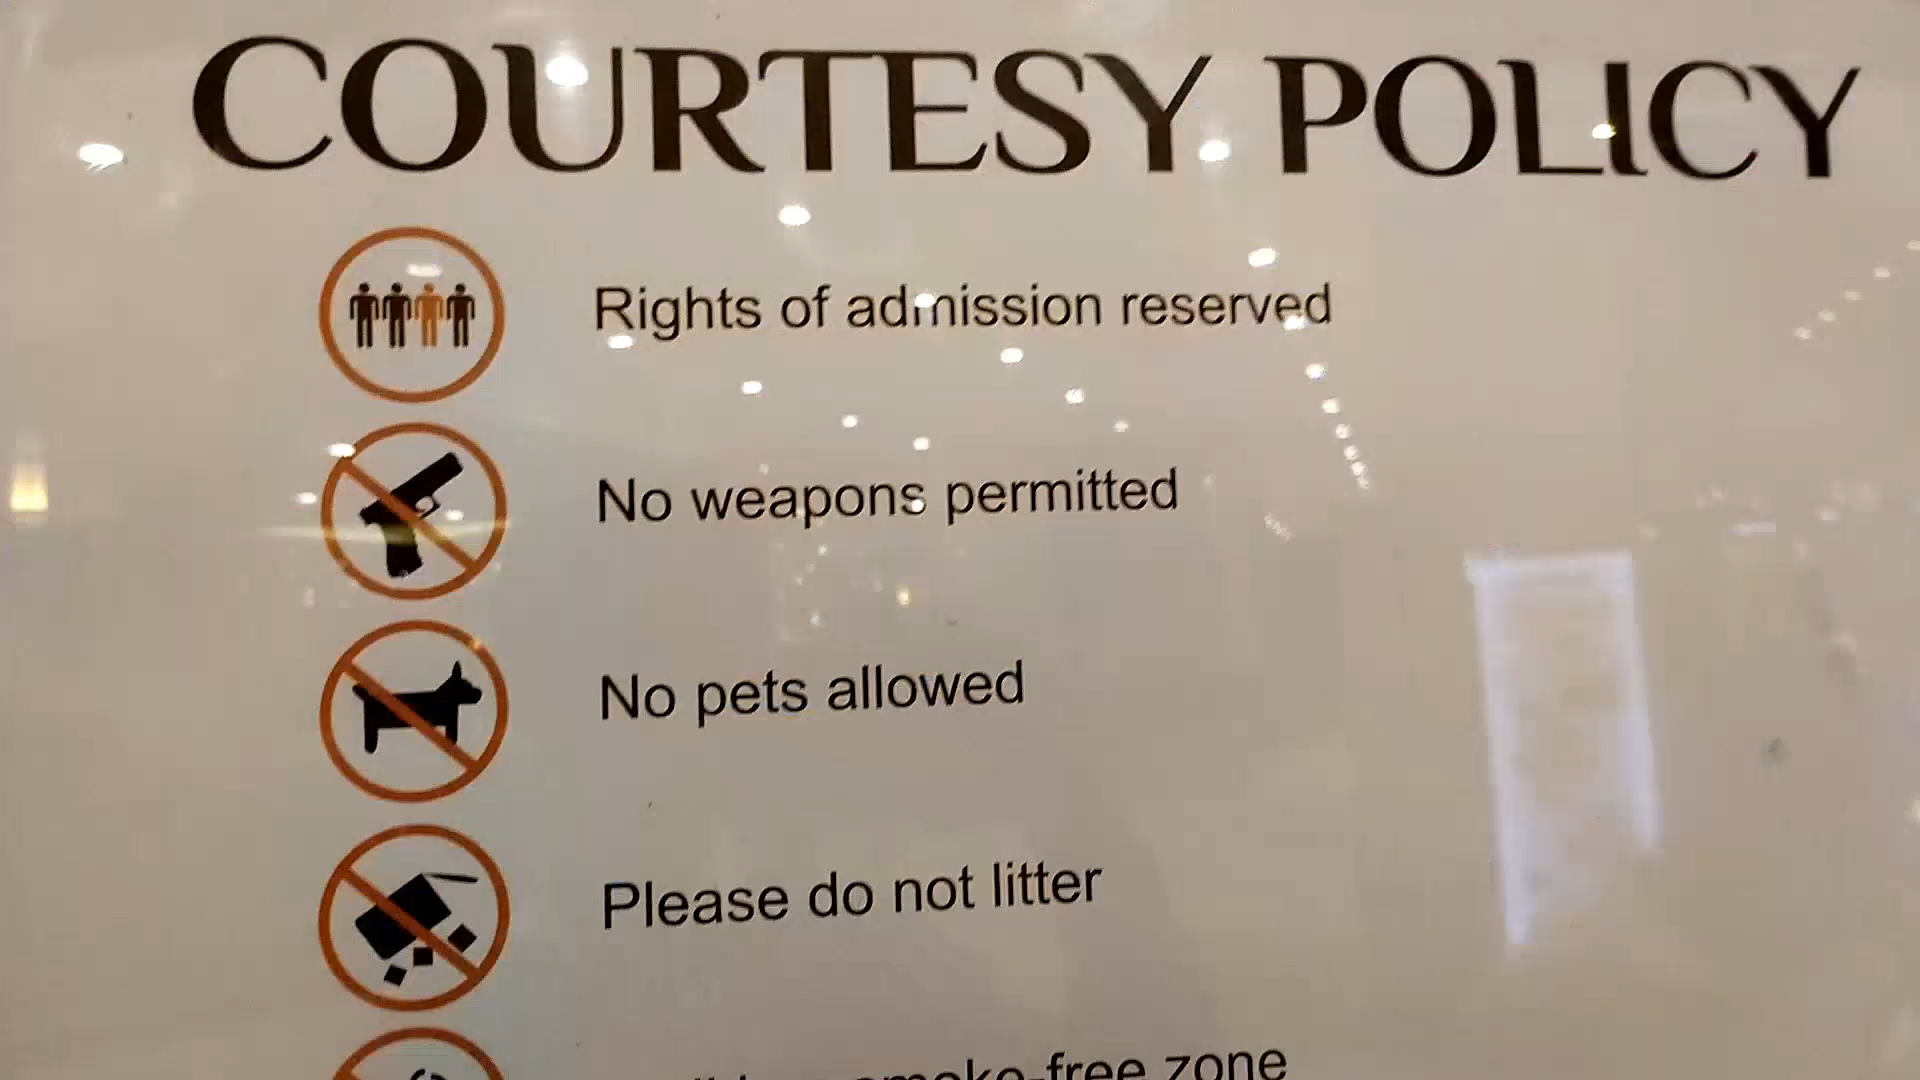 COURTESY POLICY
Rights of admission reserved
No weapons permitted
No pets allowed
Please do not litter
smoke-free zone